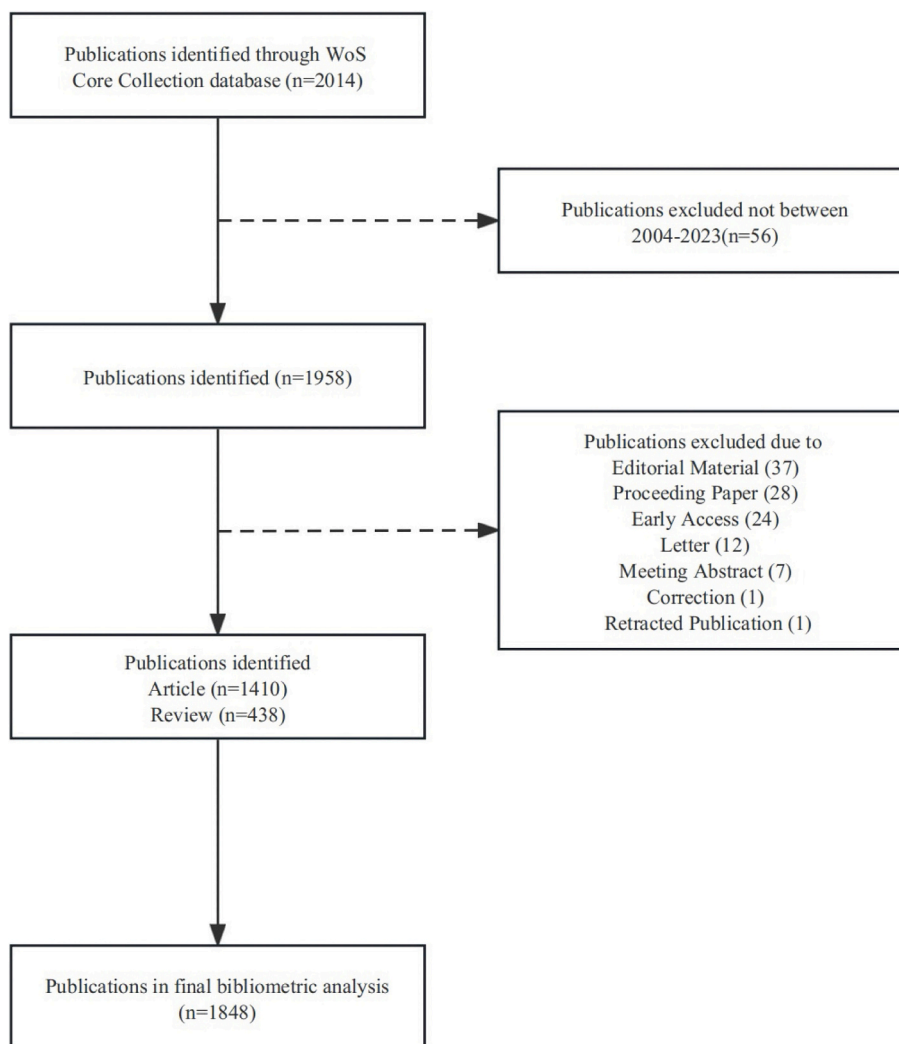 Publications identified through WoS
Core Collection database (n=2014)
Publications excluded not between
2004-2023(n=56)
Publications identified (n=1958)
Publications excluded due to
Editorial Material (37)
Proceeding Paper (28)
Early Access (24)
Letter (12)
Meeting Abstract (7)
Correction (1)
Retracted Publication (1)
Publications identified
Article (n=1410)
Review (n=438)
Publications in final bibliometric analysis
(n=1848)